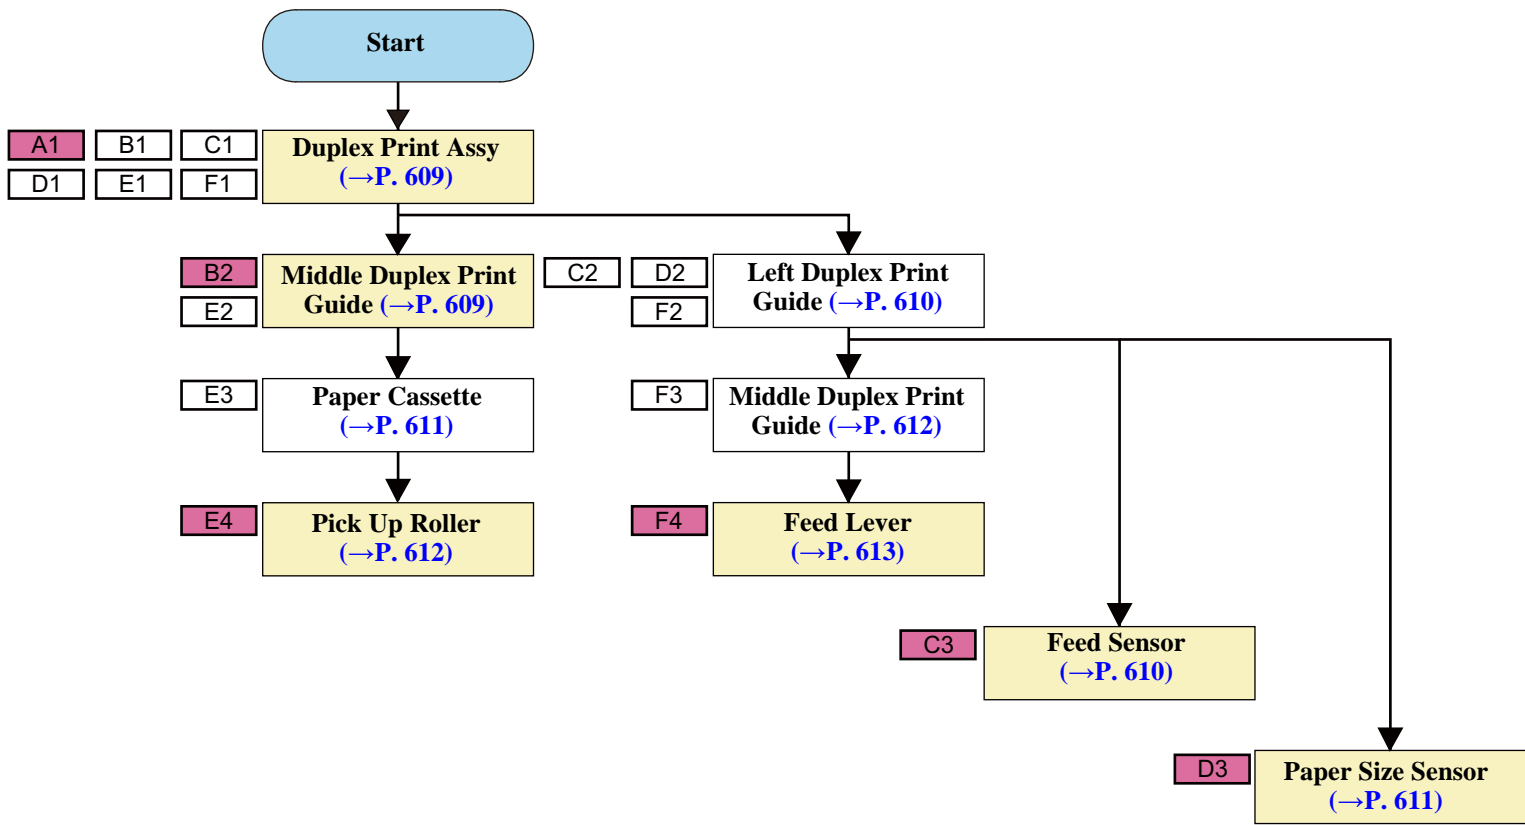 Start
A1 B1 C1
D1 E1 F1
Duplex Print Assy
(→P. 609)
B2
E2
Middle Duplex Print
Guide (→P. 609)
C2 D2
F2
Left Duplex Print
Guide (→P. 610)
E3
Paper Cassette
(→P. 611)
F3
Middle Duplex Print
Guide (→P. 612)
E4
Pick Up Roller
(→P. 612)
F4
Feed Lever
(→P. 613)
C3
Feed Sensor
(→P. 610)
D3
Paper Size Sensor
(→P. 611)